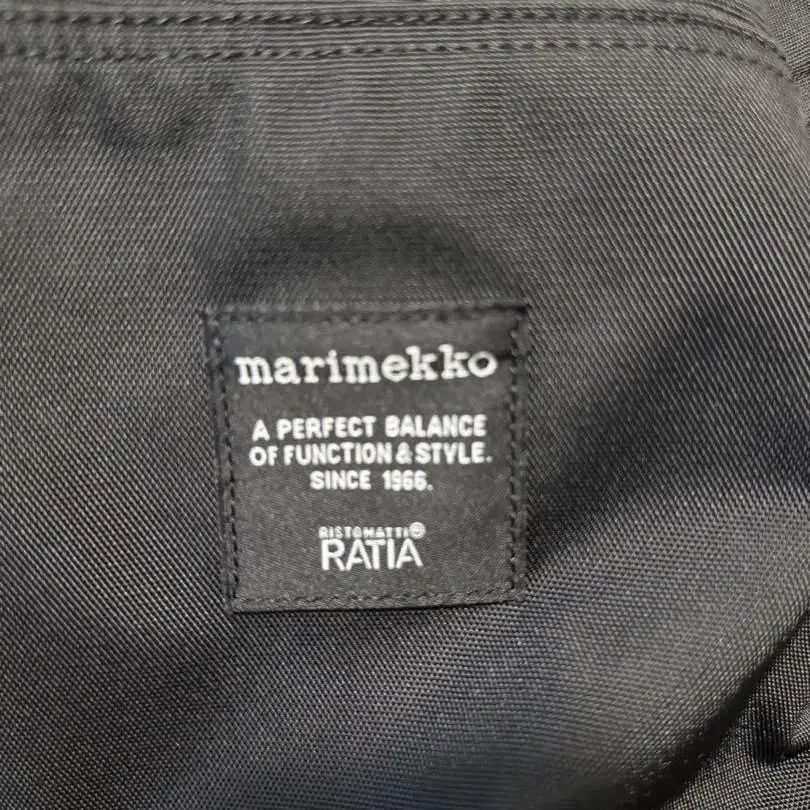 marimekko
A PERFECT BALANCE
OF FUNCTION & STYLE.
SINCE 1966.
RISTOMATTI
RATIA